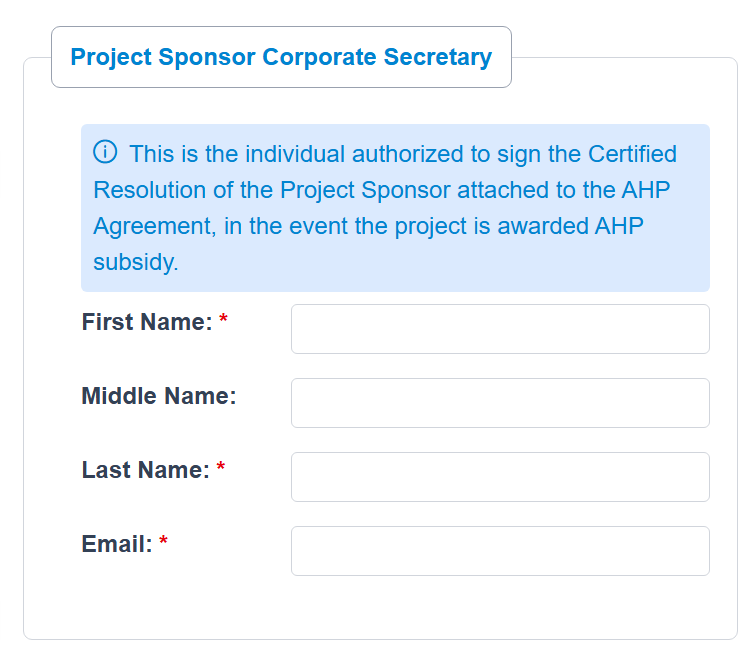 Project Sponsor Corporate Secretary
This is the individual authorized to sign the Certified
Resolution of the Project Sponsor attached to the AHP
Agreement, in the event the project is awarded AHP
subsidy.
First Name: *
Middle Name:
Last Name: *
Email: *